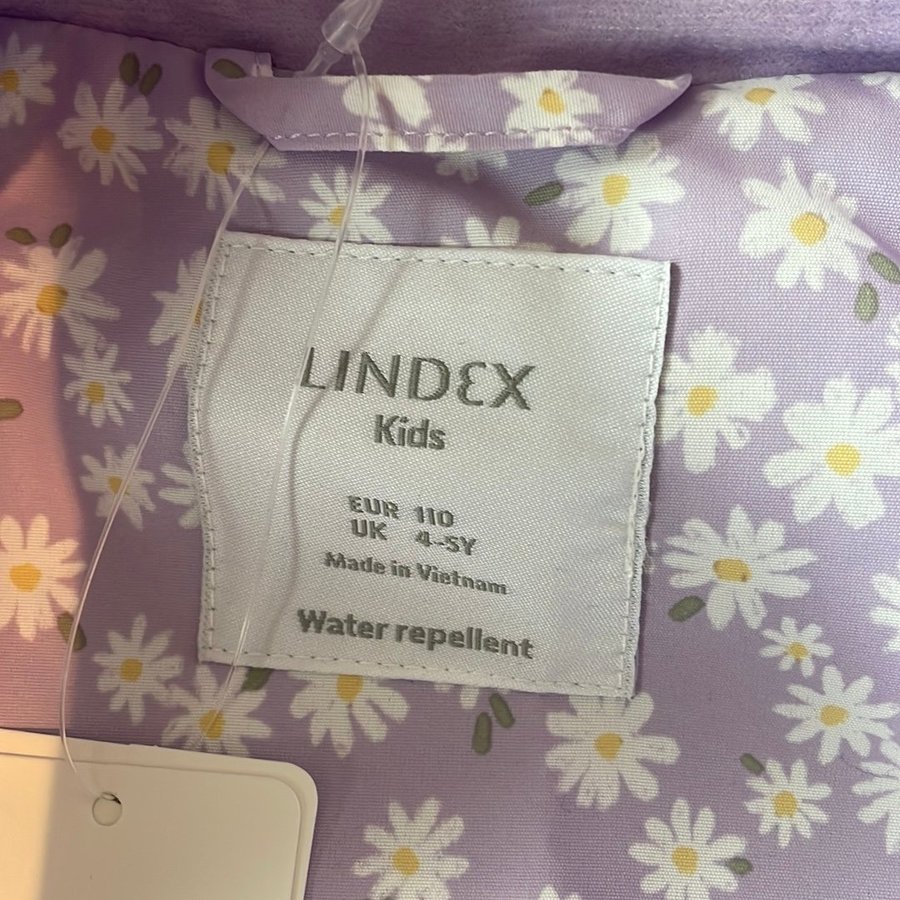 LINDEX
Kids
EUR 110
UK 4-5Y
Made in Vietnam
Water repellent